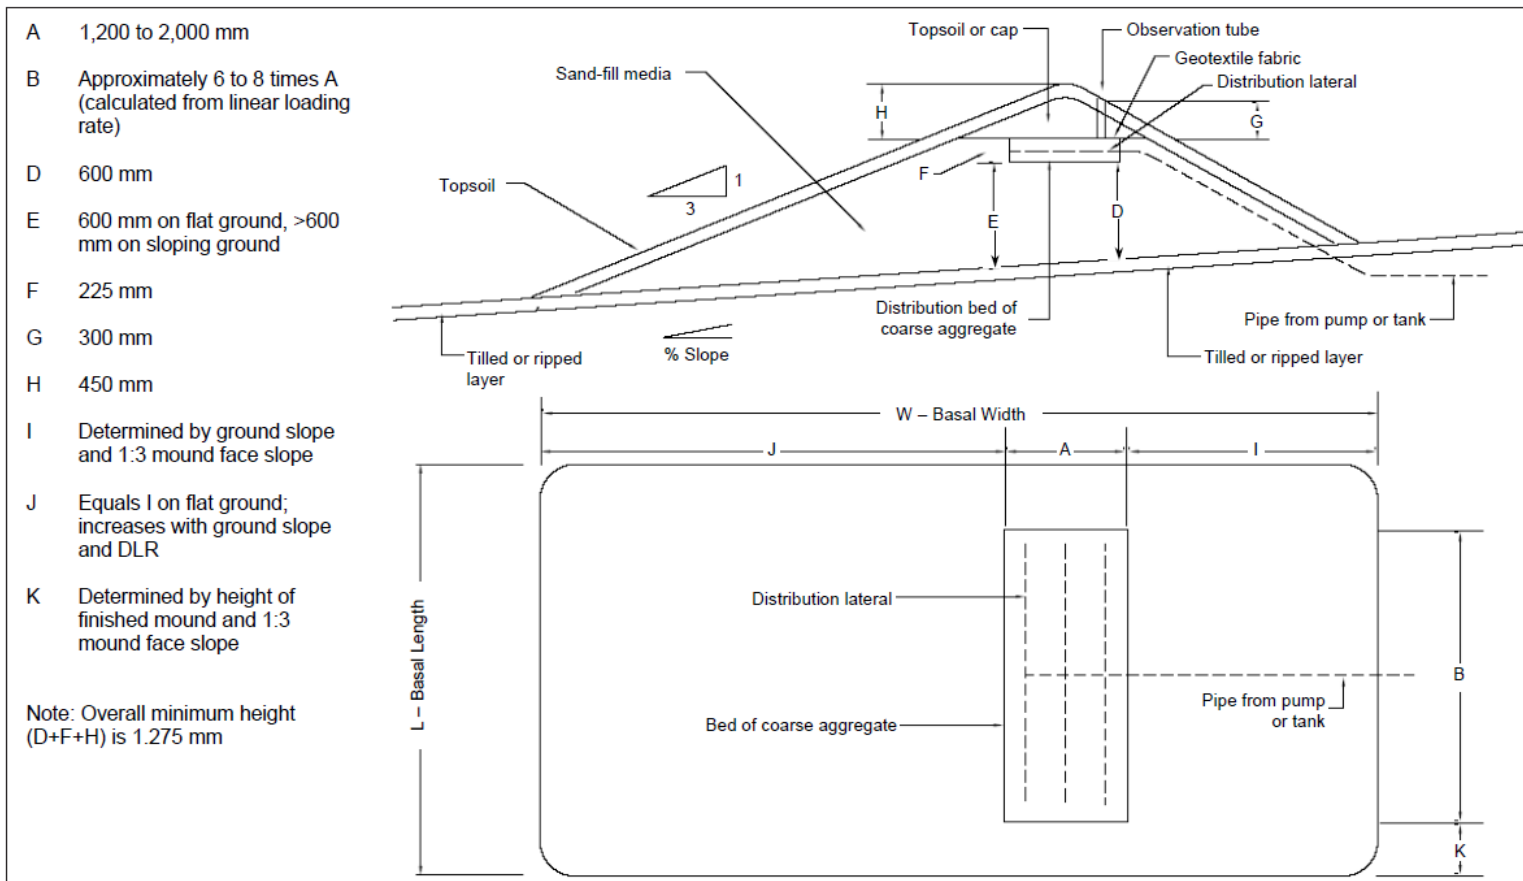 A 1,200 to 2,000 mm
B Approximately 6 to 8 times A
(calculated from linear loading
rate)
D 600 mm
E 600 mm on flat ground, >600
mm on sloping ground
F 225 mm
G 300 mm
H 450 mm
I Determined by ground slope
and 1:3 mound face slope
J Equals I on flat ground;
increases with ground slope
and DLR
K Determined by height of
finished mound and 1:3
mound face slope
Note: Overall minimum height
(D+F+H) is 1.275 mm
Topsoil or cap
Observation tube
Geotextile fabric
Distribution lateral
Sand-fill media
H
G
F
Topsoil
1
3
E
D
Distribution bed of
coarse aggregate
Pipe from pump or tank
Tilled or ripped
layer
% Slope
Tilled or ripped layer
W – Basal Width
J
A
I
L – Basal Length
Distribution lateral
B
Pipe from pump
or tank
Bed of coarse aggregate
K